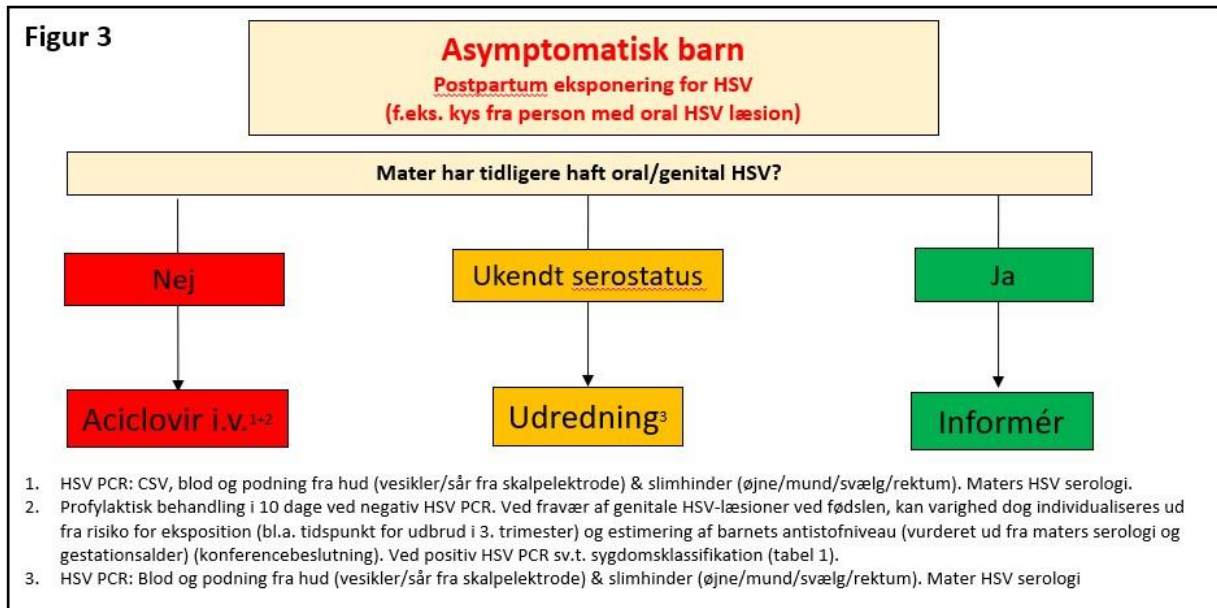 Figur 3
Asymptomatisk barn
Postpartum eksponering for HSV
(f.eks. kys fra person med oral HSV læsion)
Mater har tidligere haft oral/genital HSV?
Nej
Ukendt serostatus
Ja
Aciclovir i.v.1+2
Udredning3
Informér
1. HSV PCR: CSV, blod og podning fra hud (vesikler/sår fra skalpelektrode) & slimhinder (øjne/mund/svælg/rektum). Maters HSV serologi.
2. Profylaktisk behandling i 10 dage ved negativ HSV PCR. Ved fravær af genitale HSV-læsioner ved fødslen, kan varighed dog individualiseres ud
fra risiko for eksposition (bl.a. tidspunkt for udbrud i 3. trimester) og estimering af barnets antistofniveau (vurderet ud fra maters serologi og
gestationsalder) (konferencebeslutning). Ved positiv HSV PCR sv.t. sygdomsklassifikation (tabel 1).
3. HSV PCR: Blod og podning fra hud (vesikler/sår fra skalpelektrode) & slimhinder (øjne/mund/svælg/rektum). Mater HSV serologi